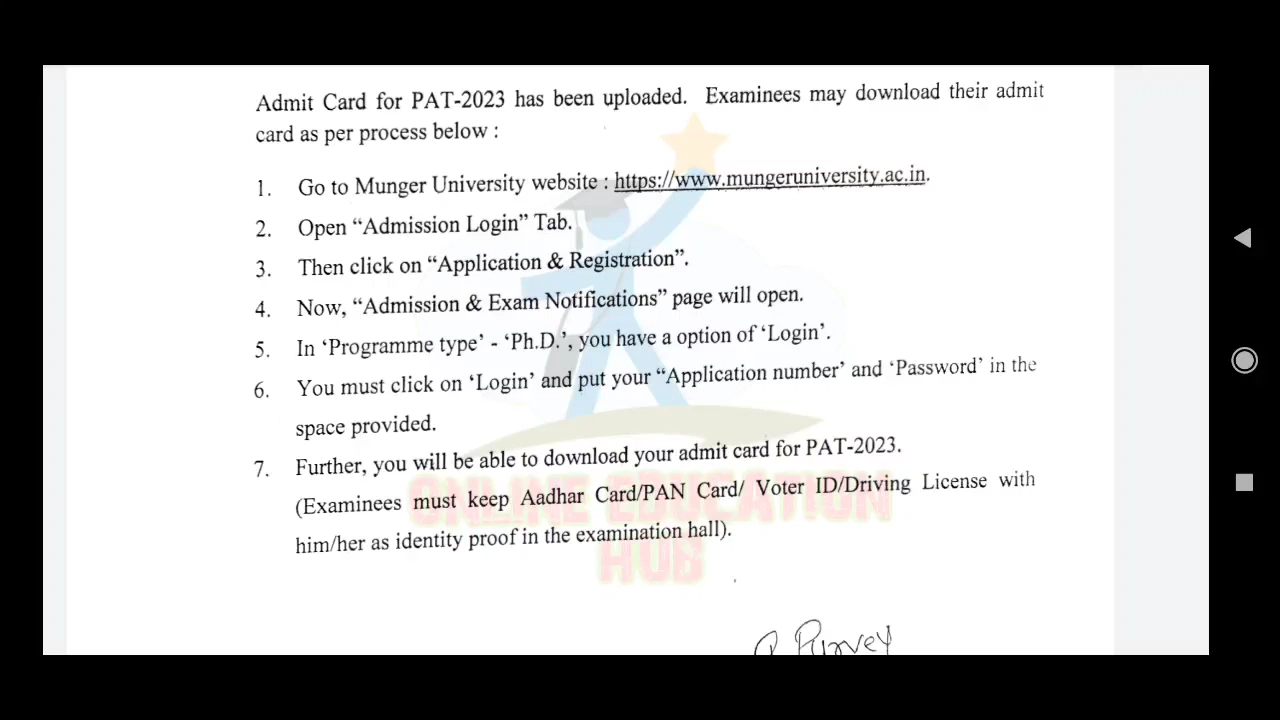 Admit Card for PAT-2023 has been uploaded. Examinees may download their admit
card as per process below :
1. Go to Munger University website : https://www.mungeruniversity.ac.in.
2. Open “Admission Login” Tab.
3. Then click on “Application & Registration”.
4. Now, “Admission & Exam Notifications” page will open.
5. In ‘Programme type’ - ‘Ph.D.’, you have a option of ‘Login’.
6. You must click on ‘Login’ and put your “Application number’ and ‘Password’ in the
space provided.
7. Further, you will be able to download your admit card for PAT-2023.
(Examinees must keep Aadhar Card/PAN Card/ Voter ID/Driving License with
him/her as identity proof in the examination hall).
ONLINE EDUCATION
HUB